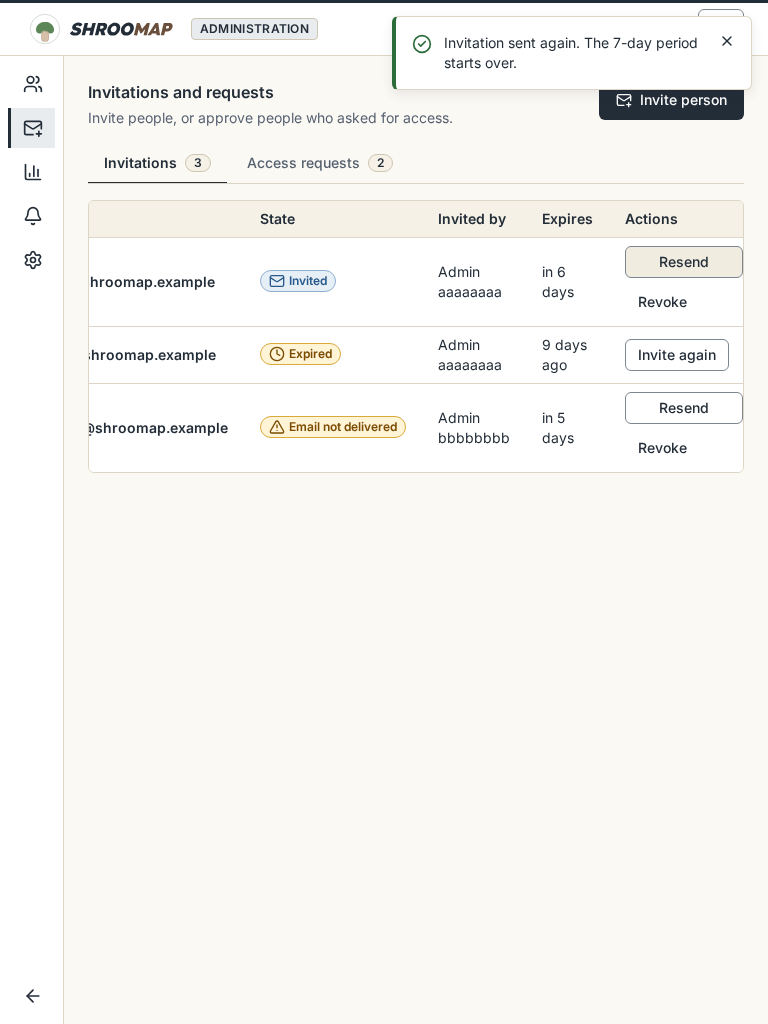 SHROOMAP
ADMINISTRATION
Invitation sent again. The 7-day period
starts over.
Invitations and requests
Invite people, or approve people who asked for access.
Invite person
Invitations 3
Access requests 2
State
Invited by
Expires
Actions
hroomap.example
Invited
Admin
aaaaaaaa
in 6
days
Resend
Revoke
shroomap.example
Expired
Admin
aaaaaaaa
9 days
ago
Invite again
@shroomap.example
Email not delivered
Admin
bbbbbbbb
in 5
days
Resend
Revoke